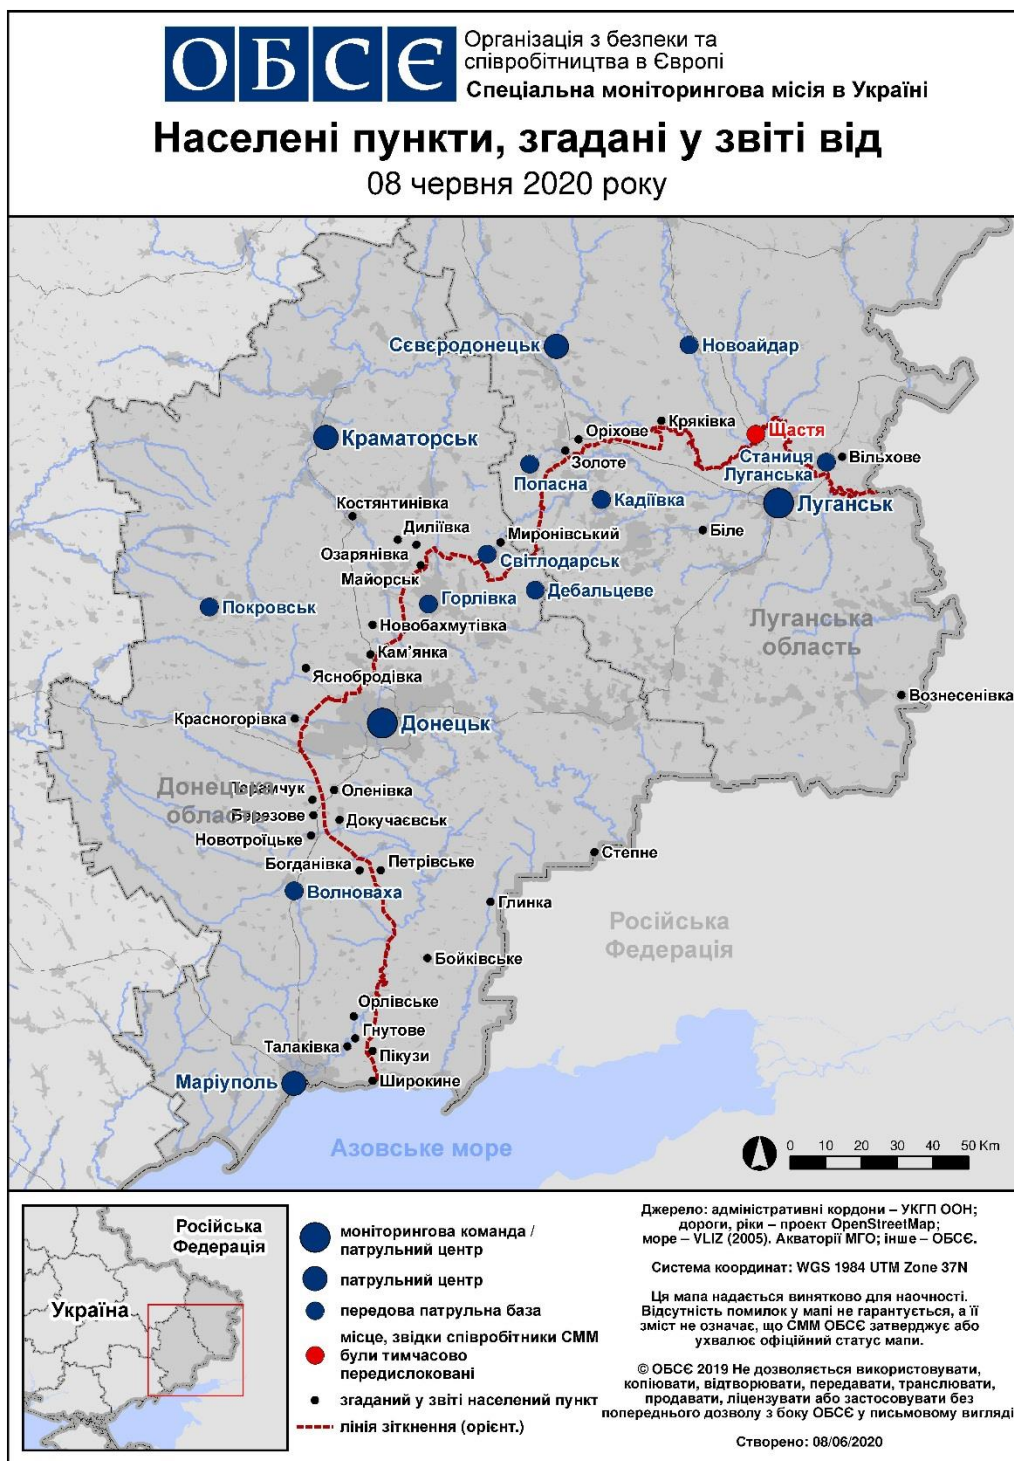 ОБСЄ
Організація з безпеки та
співробітництва в Європі
Спеціальна моніторингова місія в Україні
Населені пункти, згадані у звіті від
08 червня 2020 року
Сєвєродонецьк
Новоайдар
Кряківка
Щастя
Оріхове
Краматорськ
Золоте
Станиця
Луганська
Вільхове
Попасна
Кадіївка
Луганськ
Костянтинівка
Диліївка
Миронівський
Біле
Озарянівка
Світлодарськ
Майорськ
Дебальцеве
Горлівка
Покровськ
Новобахмутівка
Луганська
область
Кам'янка
Яснобродівка
Вознесенівка
Красногорівка
Донецьк
Донецька
область
Тарамчук
Оленівка
Березове
Докучаєвськ
Новотроїцьке
Степне
Богданівка
Петрівське
Волноваха
Глинка
Російська
Федерація
Бойківське
Орлівське
Гнутове
Талаківка
Пікузи
Маріуполь
Широкине
Азовське море
0 10 20 30 40 50 Km
Російська
Федерація
Україна
моніторингова команда /
патрульний центр
патрульний центр
передова патрульна база
місце, звідки співробітники СММ
були тимчасово
передислоковані
згаданий у звіті населений пункт
лінія зіткнення (орієнт.)
Джерело: адміністративні кордони – УКГП ООН;
дороги, ріки – проект OpenStreetMap;
море – VLIZ (2005). Акваторії МГО; інше – ОБСЄ.
Система координат: WGS 1984 UTM Zone 37N
Ця мапа надається винятково для наочності.
Відсутність помилок у мапі не гарантується, а її
зміст не означає, що СММ ОБСЄ затверджує або
ухвалює офіційний статус мапи.
© ОБСЄ 2019 Не дозволяється використовувати,
копіювати, відтворювати, передавати, транслювати,
продавати, ліцензувати або застосовувати без
попереднього дозволу з боку ОБСЄ у письмовому вигляді
Створено: 08/06/2020